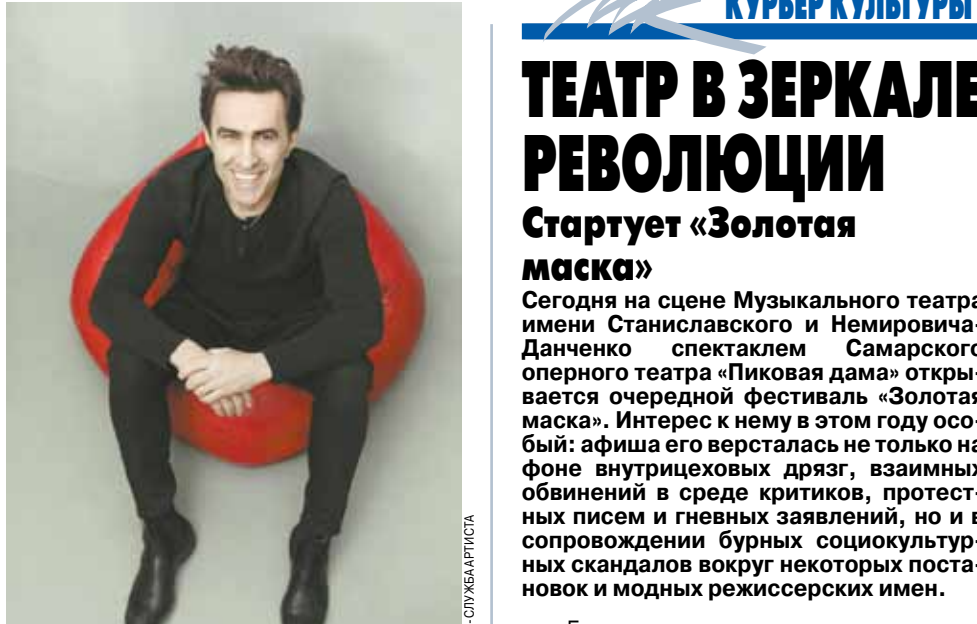 КУРЬЕР КУЛЬТУРЫ
ТЕАТР В ЗЕРКАЛЕ
РЕВОЛЮЦИИ
Стартует «Золотая
маска»
Сегодня на сцене Музыкального театра
имени Станиславского и Немировича-
Данченко спектаклем Самарского
оперного театра «Пиковая дама» откры-
вается очередной фестиваль «Золотая
маска». Интерес к нему в этом году осо-
бый: афиша его версталась не только на
фоне внутрицеховых дрязг, взаимных
обвинений в среде критиков, протест-
ных писем и гневных заявлений, но и в
сопровождении бурных социокультур-
ных скандалов вокруг некоторых поста-
новок и модных режиссерских имен.
- СЛУЖБА АРТИСТА